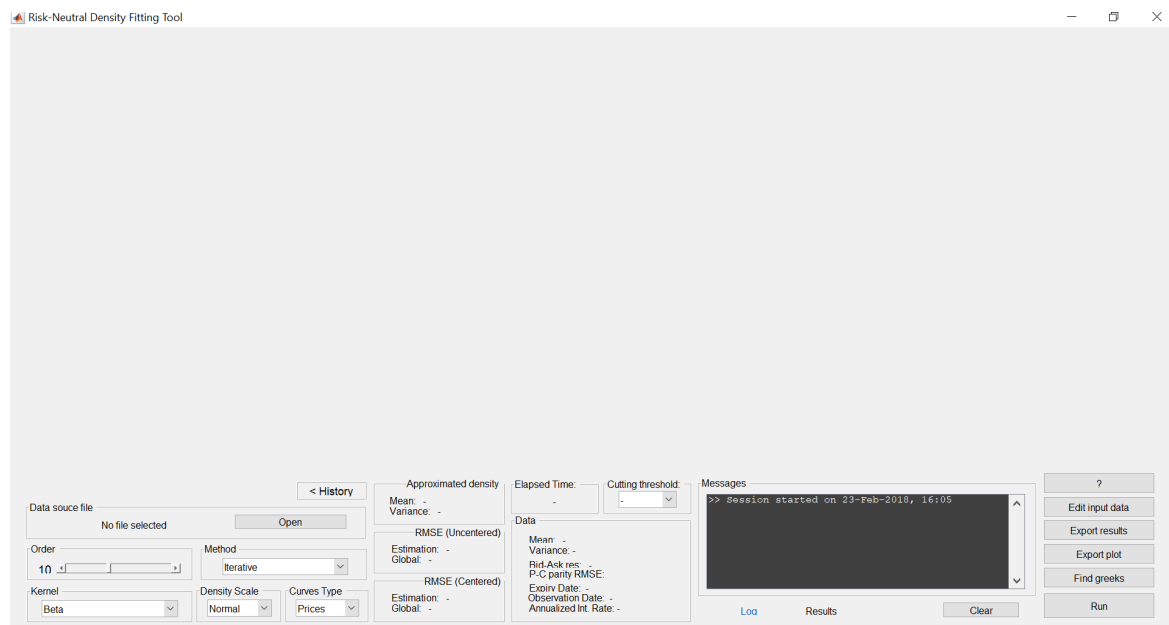 Risk-Neutral Density Fitting Tool
< History
Data souce file
No file selected
Open
Order
10
Method
Iterative
Kernel
Beta
Density Scale
Normal
Curves Type
Prices
Approximated density
Mean: -
Variance: -
RMSE (Uncentered)
Estimation: -
Global: -
RMSE (Centered)
Estimation: -
Global: -
Elapsed Time:
-
Cutting threshold:
-
Data
Mean: -
Variance: -
Bid-Ask res: -
P-C parity RMSE:
Expiry Date: -
Observation Date: -
Annualized Int. Rate: -
Messages
>> Session started on 23-Feb-2018, 16:05
Log
Results
Clear
?
Edit input data
Export results
Export plot
Find greeks
Run